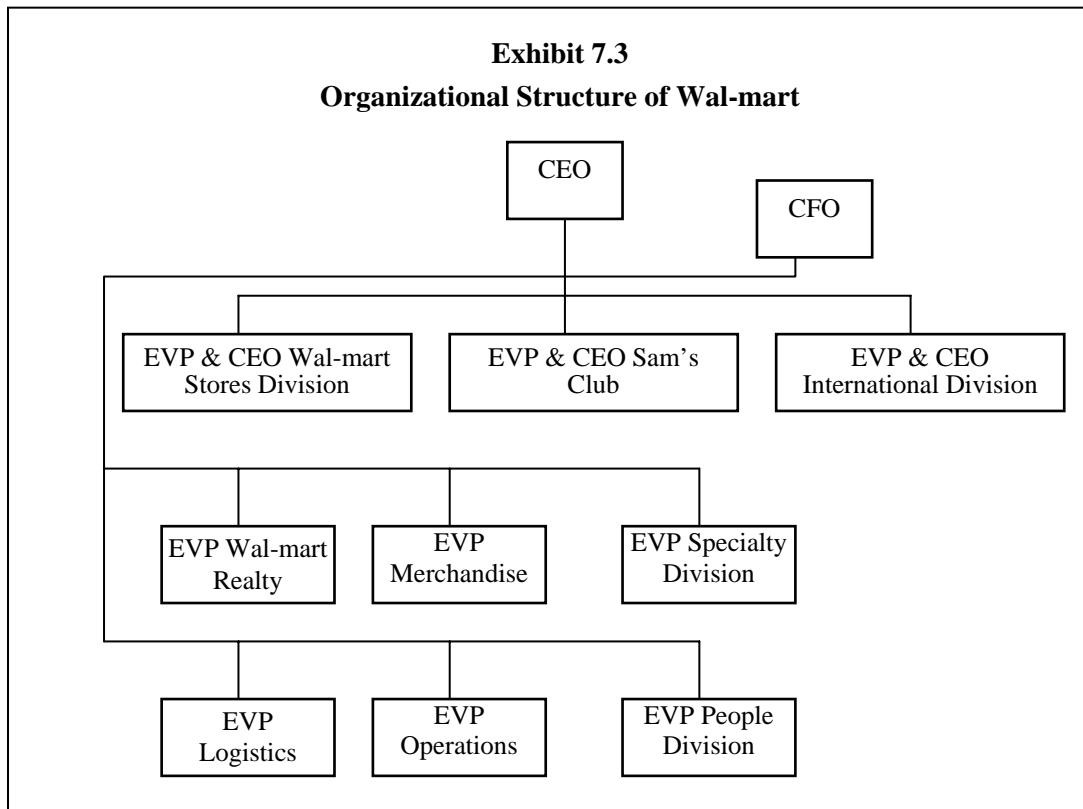 Exhibit 7.3
Organizational Structure of Wal-mart
CEO
CFO
EVP & CEO Wal-mart
Stores Division
EVP & CEO Sam’s
Club
EVP & CEO
International Division
EVP Wal-mart
Realty
EVP
Merchandise
EVP Specialty
Division
EVP
Logistics
EVP
Operations
EVP People
Division